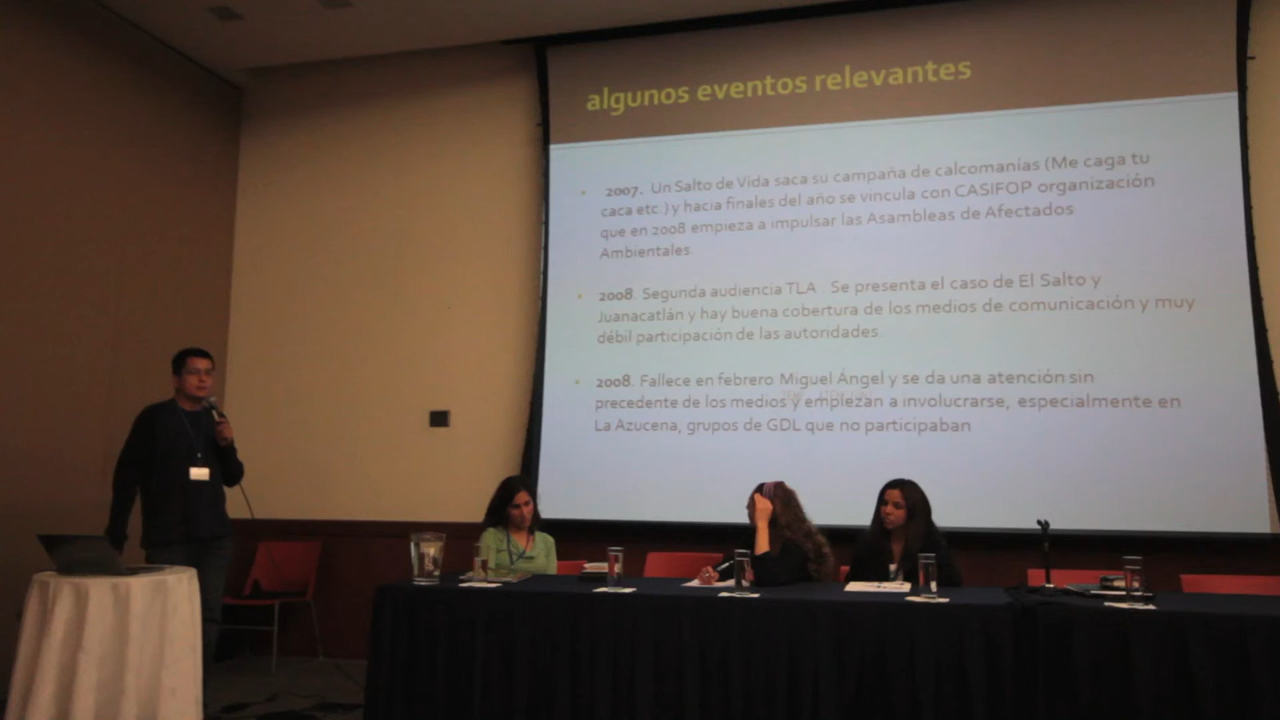 algunos eventos relevantes
2007. Un Salto de Vida saca su campaña de calcomanías (Me caga tu
caca etc.) y hacia finales del año se vincula con CASIFOP organización
que en 2008 empieza a impulsar las Asambleas de Afectados
Ambientales.
2008. Segunda audiencia TLA . Se presenta el caso de El Salto y
Juanacatlán y hay buena cobertura de los medios de comunicación y muy
débil participación de las autoridades.
2008. Fallece en febrero Miguel Ángel y se da una atención sin
precedente de los medios y empiezan a involucrarse, especialmente en
La Azucena, grupos de GDL que no participaban